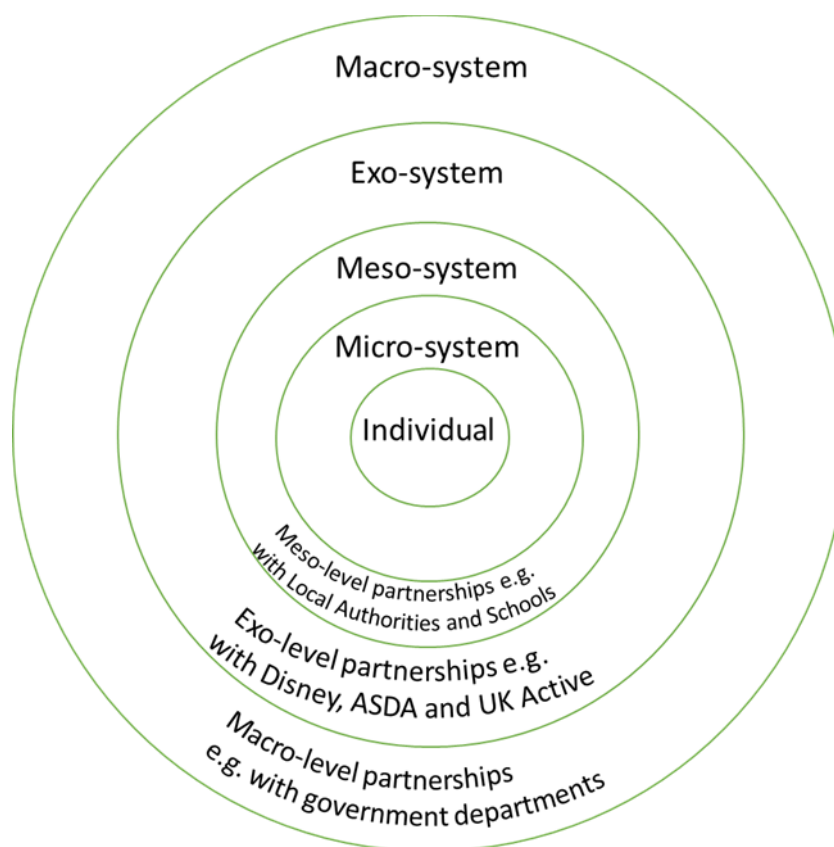 Macro-system
Exo-system
Meso-system
Micro-system
Individual
Meso-level partnerships e.g.
with Local Authorities and Schools
Exo-level partnerships e.g.
with Disney, ASDA and UK Active
Macro-level partnerships
e.g. with government departments